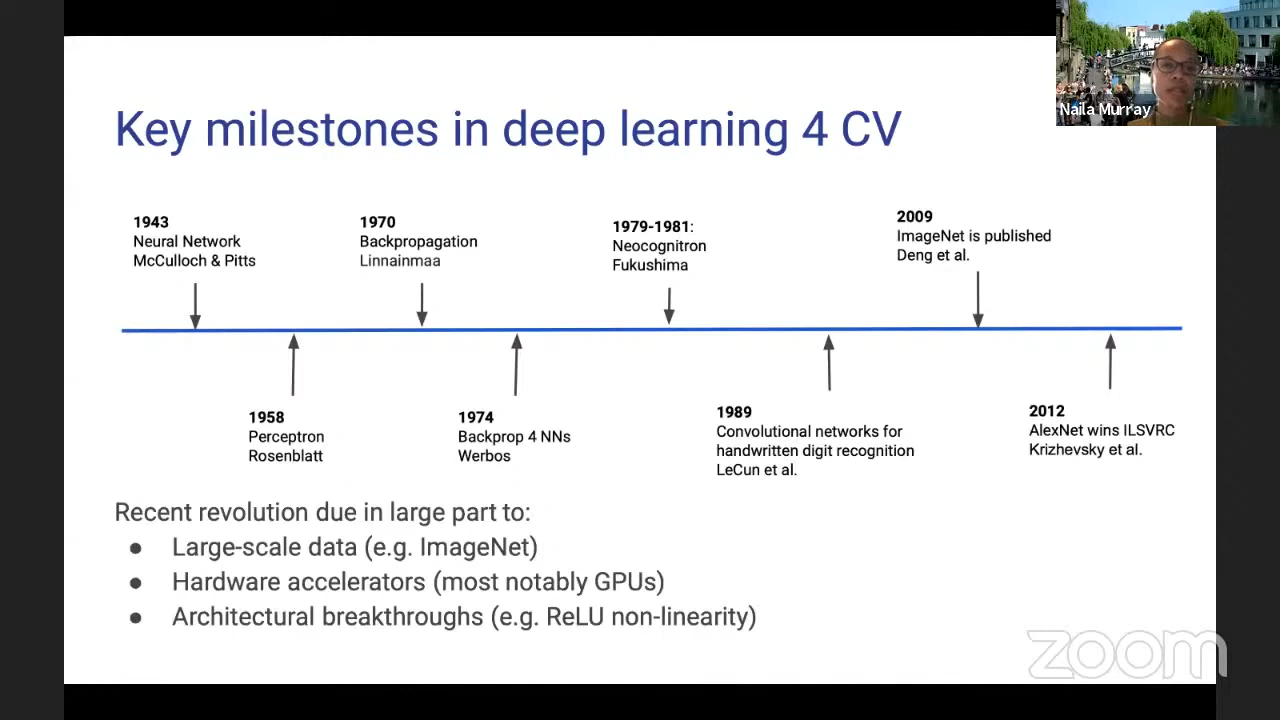 Naila Murray
Key milestones in deep learning 4 CV
1943
Neural Network
McCulloch & Pitts
1970
Backpropagation
Linnainmaa
1979-1981:
Neocognitron
Fukushima
2009
ImageNet is published
Deng et al.
1958
Perceptron
Rosenblatt
1974
Backprop 4 NNs
Werbos
1989
Convolutional networks for
handwritten digit recognition
LeCun et al.
2012
AlexNet wins ILSVRC
Krizhevsky et al.
Recent revolution due in large part to:
● Large-scale data (e.g. ImageNet)
● Hardware accelerators (most notably GPUs)
● Architectural breakthroughs (e.g. ReLU non-linearity)
zoom